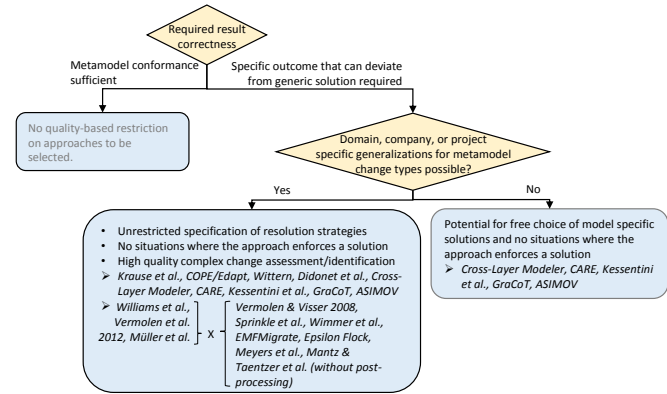 Required result
correctness
Metamodel conformance
sufficient
Specific outcome that can deviate
from generic solution required
No quality-based restriction
on approaches to be
selected.
Domain, company, or project
specific generalizations for metamodel
change types possible?
Yes
No
• Unrestricted specification of resolution strategies
• No situations where the approach enforces a solution
• High quality complex change assessment/identification
➢ Krause et al., COPE/Edapt, Wittern, Didonet et al., Cross-
Layer Modeler, CARE, Kessentini et al., GraCoT, ASIMOV
➢ Williams et al.,
Vermolen et al.
2012, Müller et al.
X
Vermolen & Visser 2008,
Sprinkle et al., Wimmer et al.,
EMFMigrate, Epsilon Flock,
Meyers et al., Mantz &
Taentzer et al. (without post-
processing)
Potential for free choice of model specific
solutions and no situations where the
approach enforces a solution
➢ Cross-Layer Modeler, CARE, Kessentini
et al., GraCoT, ASIMOV